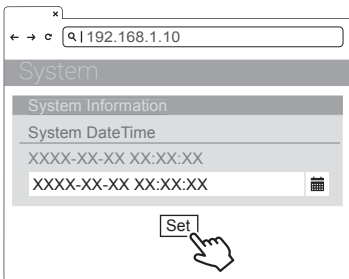 192.168.1.10
System
System Information
System DateTime
XXXX-XX-XX XX:XX:XX
XXXX-XX-XX XX:XX:XX
Set